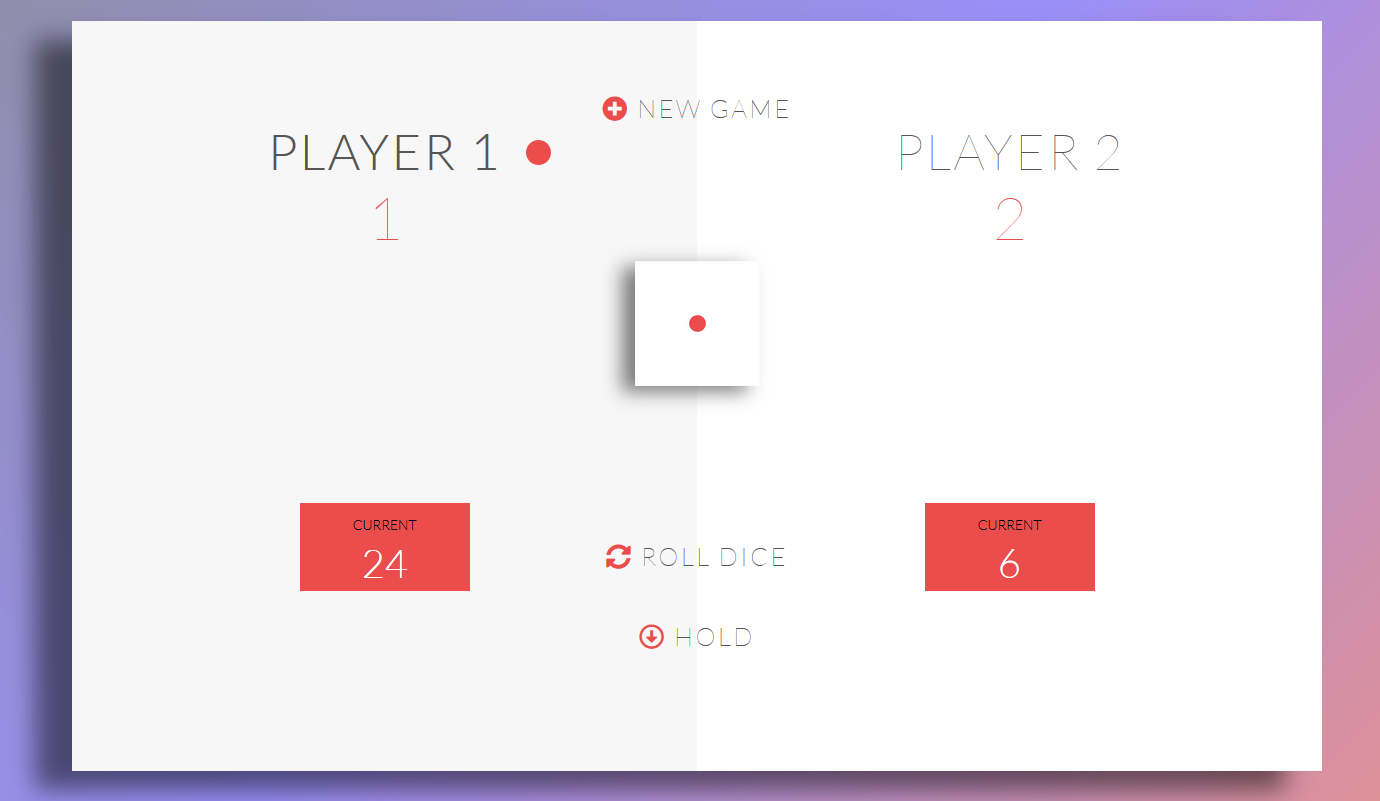 NEW GAME
PLAYER 1
1
PLAYER 2
2
CURRENT
24
CURRENT
6
ROLL DICE
HOLD